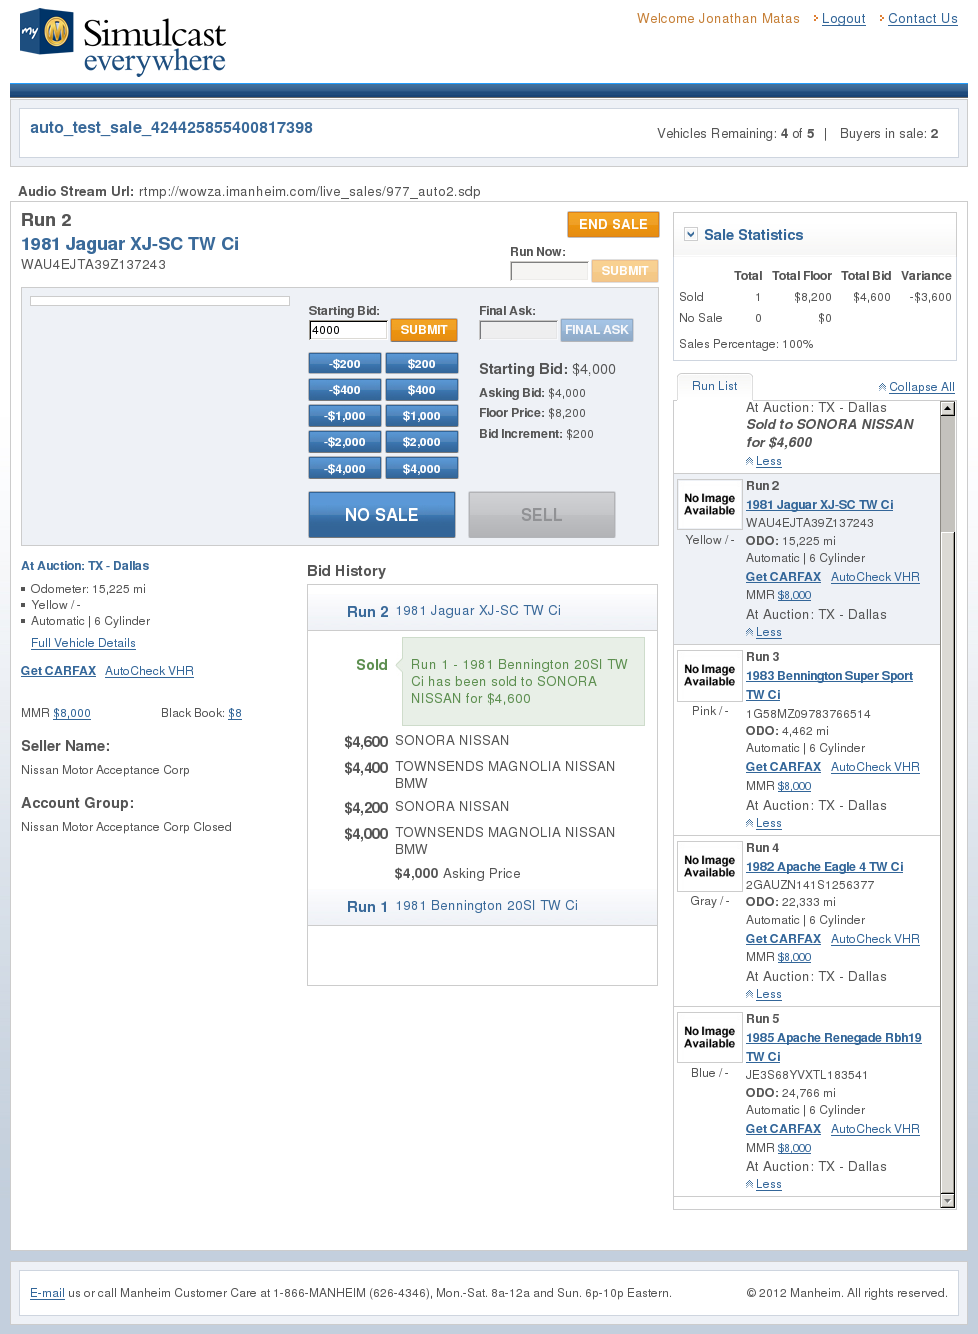 my Simulcast everywhere
Welcome Jonathan Matas Logout Contact Us
auto_test_sale_424425855400817398
Vehicles Remaining: 4 of 5 | Buyers in sale: 2
Audio Stream Url: rtmp://wowza.imanheim.com/live_sales/977_auto2.sdp
Run 2
1981 Jaguar XJ-SC TW Ci
WAU4EJTA39Z137243
END SALE
Run Now:
SUBMIT
Starting Bid:
4000 SUBMIT
-$200 $200
-$400 $400
-$1,000 $1,000
-$2,000 $2,000
-$4,000 $4,000
Final Ask:
FINAL ASK
Starting Bid: $4,000
Asking Bid: $4,000
Floor Price: $8,200
Bid Increment: $200
NO SALE SELL
At Auction: TX - Dallas
Odometer: 15,225 mi
Yellow / -
Automatic | 6 Cylinder
Full Vehicle Details
Get CARFAX AutoCheck VHR
MMR $8,000 Black Book: $8
Seller Name:
Nissan Motor Acceptance Corp
Account Group:
Nissan Motor Acceptance Corp Closed
Bid History
Run 2 1981 Jaguar XJ-SC TW Ci
Sold Run 1 - 1981 Bennington 20SI TW
Ci has been sold to SONORA
NISSAN for $4,600
$4,600 SONORA NISSAN
$4,400 TOWNSENDS MAGNOLIA NISSAN
BMW
$4,200 SONORA NISSAN
$4,000 TOWNSENDS MAGNOLIA NISSAN
BMW
$4,000 Asking Price
Run 1 1981 Bennington 20SI TW Ci
Sale Statistics
Total Total Floor Total Bid Variance
Sold 1 $8,200 $4,600 -$3,600
No Sale 0 $0
Sales Percentage: 100%
Run List Collapse All
At Auction: TX - Dallas
Sold to SONORA NISSAN
for $4,600
Less
No Image
Available
Yellow / -
Run 2
1981 Jaguar XJ-SC TW Ci
WAU4EJTA39Z137243
ODO: 15,225 mi
Automatic | 6 Cylinder
Get CARFAX AutoCheck VHR
MMR $8,000
At Auction: TX - Dallas
Less
No Image
Available
Pink / -
Run 3
1983 Bennington Super Sport
TW Ci
1G58MZ09783766514
ODO: 4,462 mi
Automatic | 6 Cylinder
Get CARFAX AutoCheck VHR
MMR $8,000
At Auction: TX - Dallas
Less
No Image
Available
Gray / -
Run 4
1982 Apache Eagle 4 TW Ci
2GAUZN141S1256377
ODO: 22,333 mi
Automatic | 6 Cylinder
Get CARFAX AutoCheck VHR
MMR $8,000
At Auction: TX - Dallas
Less
No Image
Available
Blue / -
Run 5
1985 Apache Renegade Rbh19
TW Ci
JE3S68YVXTL183541
ODO: 24,766 mi
Automatic | 6 Cylinder
Get CARFAX AutoCheck VHR
MMR $8,000
At Auction: TX - Dallas
Less
E-mail us or call Manheim Customer Care at 1-866-MANHEIM (626-4346), Mon.-Sat. 8a-12a and Sun. 6p-10p Eastern.
© 2012 Manheim. All rights reserved.